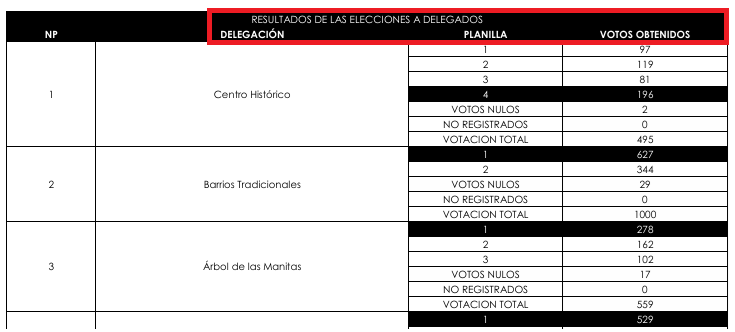 RESULTADOS DE LAS ELECCIONES A DELEGADOS
NP DELEGACIÓN PLANILLA VOTOS OBTENIDOS
1 97
2 119
3 81
1 Centro Histórico 4 196
VOTOS NULOS 2
NO REGISTRADOS 0
VOTACION TOTAL 495
1 627
2 344
2 Barrios Tradicionales VOTOS NULOS 29
NO REGISTRADOS 0
VOTACION TOTAL 1000
1 278
2 162
3 Árbol de las Manitas 3 102
VOTOS NULOS 17
NO REGISTRADOS 0
VOTACION TOTAL 559
1 529